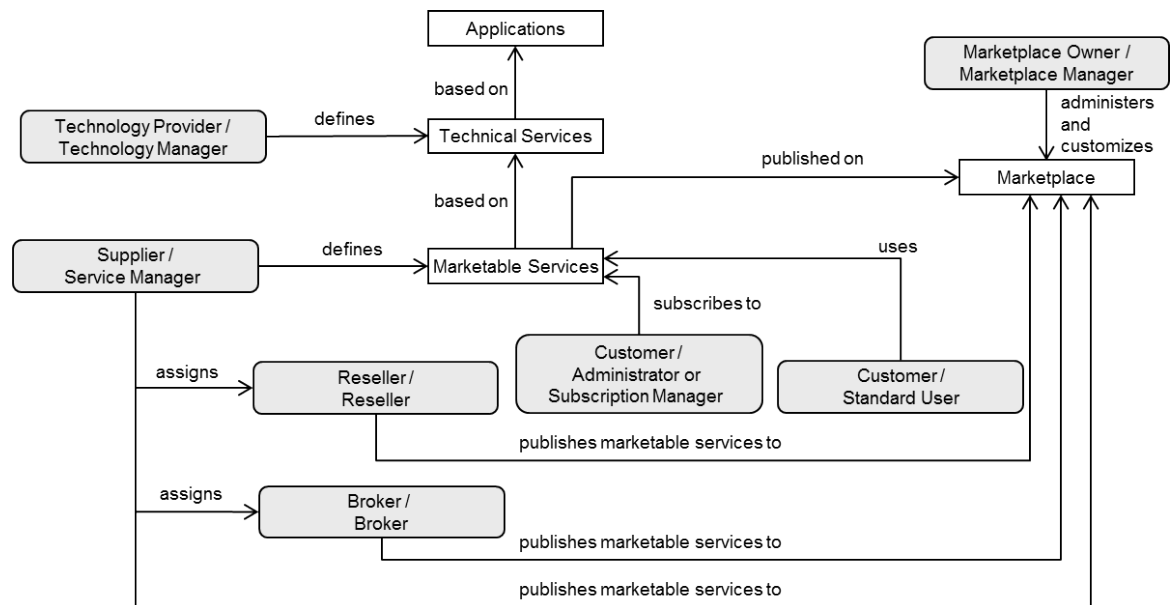 Applications
Marketplace Owner /
Marketplace Manager
based on
administers
and
customizes
Technology Provider /
Technology Manager
defines
Technical Services
published on
Marketplace
based on
Supplier /
Service Manager
defines
Marketable Services
uses
subscribes to
Customer /
Administrator or
Subscription Manager
Customer /
Standard User
assigns
Reseller /
Reseller
publishes marketable services to
assigns
Broker /
Broker
publishes marketable services to
publishes marketable services to